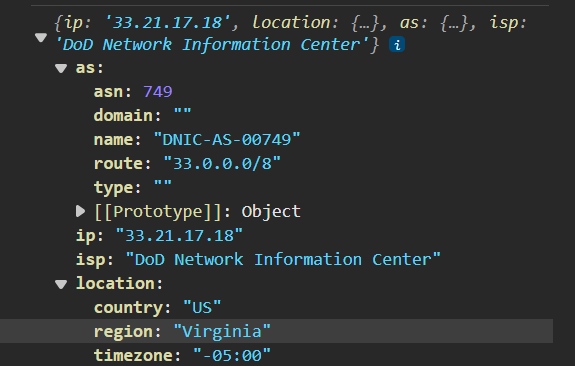 {ip: '33.21.17.18', location: {…}, as: {…}, isp:
'DoD Network Information Center'} i
as:
asn: 749
domain: ""
name: "DNIC-AS-00749"
route: "33.0.0.0/8"
type: ""
[[Prototype]]: Object
ip: "33.21.17.18"
isp: "DoD Network Information Center"
location:
country: "US"
region: "Virginia"
timezone: "-05:00"